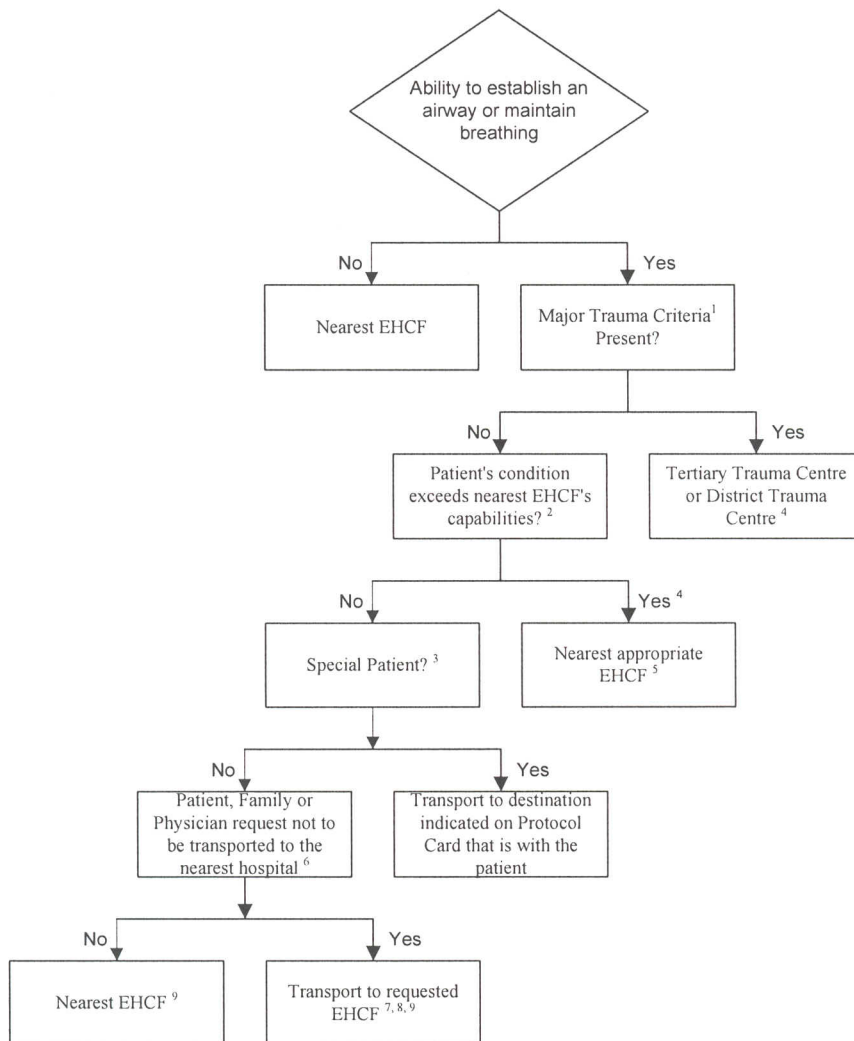 Ability to establish an
airway or maintain
breathing
No
Yes
Nearest EHCF
Major Trauma Criteria¹
Present?
No
Yes
Patient's condition
exceeds nearest EHCF's
capabilities? ²
Tertiary Trauma Centre
or District Trauma
Centre ⁴
No
Yes ⁴
Special Patient? ³
Nearest appropriate
EHCF ⁵
No
Yes
Patient, Family or
Physician request not to
be transported to the
nearest hospital ⁶
Transport to destination
indicated on Protocol
Card that is with the
patient
No
Yes
Nearest EHCF ⁹
Transport to requested
EHCF ⁷, ⁸, ⁹